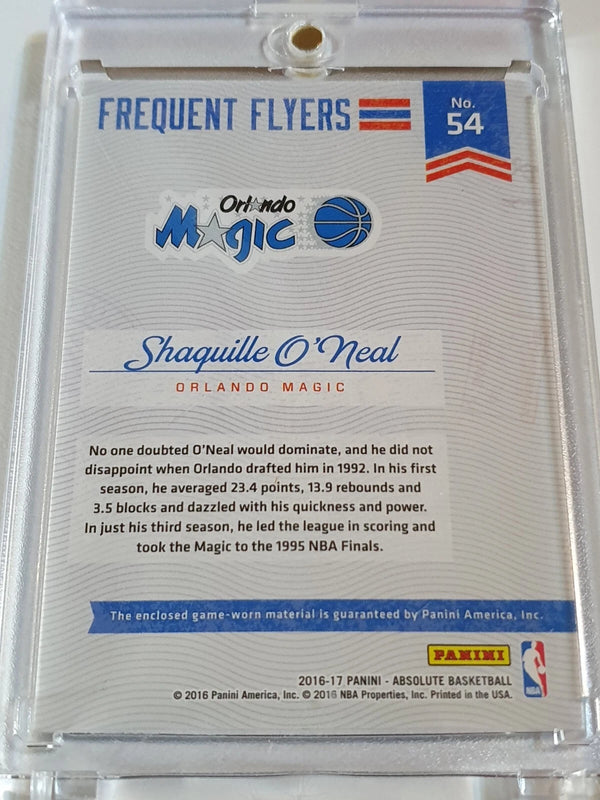 FREQUENT FLYERS
No.
54
Orlando
Magic
Shaquille O'Neal
ORLANDO MAGIC
No one doubted O'Neal would dominate, and he did not
disappoint when Orlando drafted him in 1992. In his first
season, he averaged 23.4 points, 13.9 rebounds and
3.5 blocks and dazzled with his quickness and power.
In just his third season, he led the league in scoring and
took the Magic to the 1995 NBA Finals.
The enclosed game-worn material is guaranteed by Panini America, Inc.
PANINI
NBA
2016-17 PANINI - ABSOLUTE BASKETBALL
© 2016 Panini America, Inc. © 2016 NBA Properties, Inc. Printed in the USA.